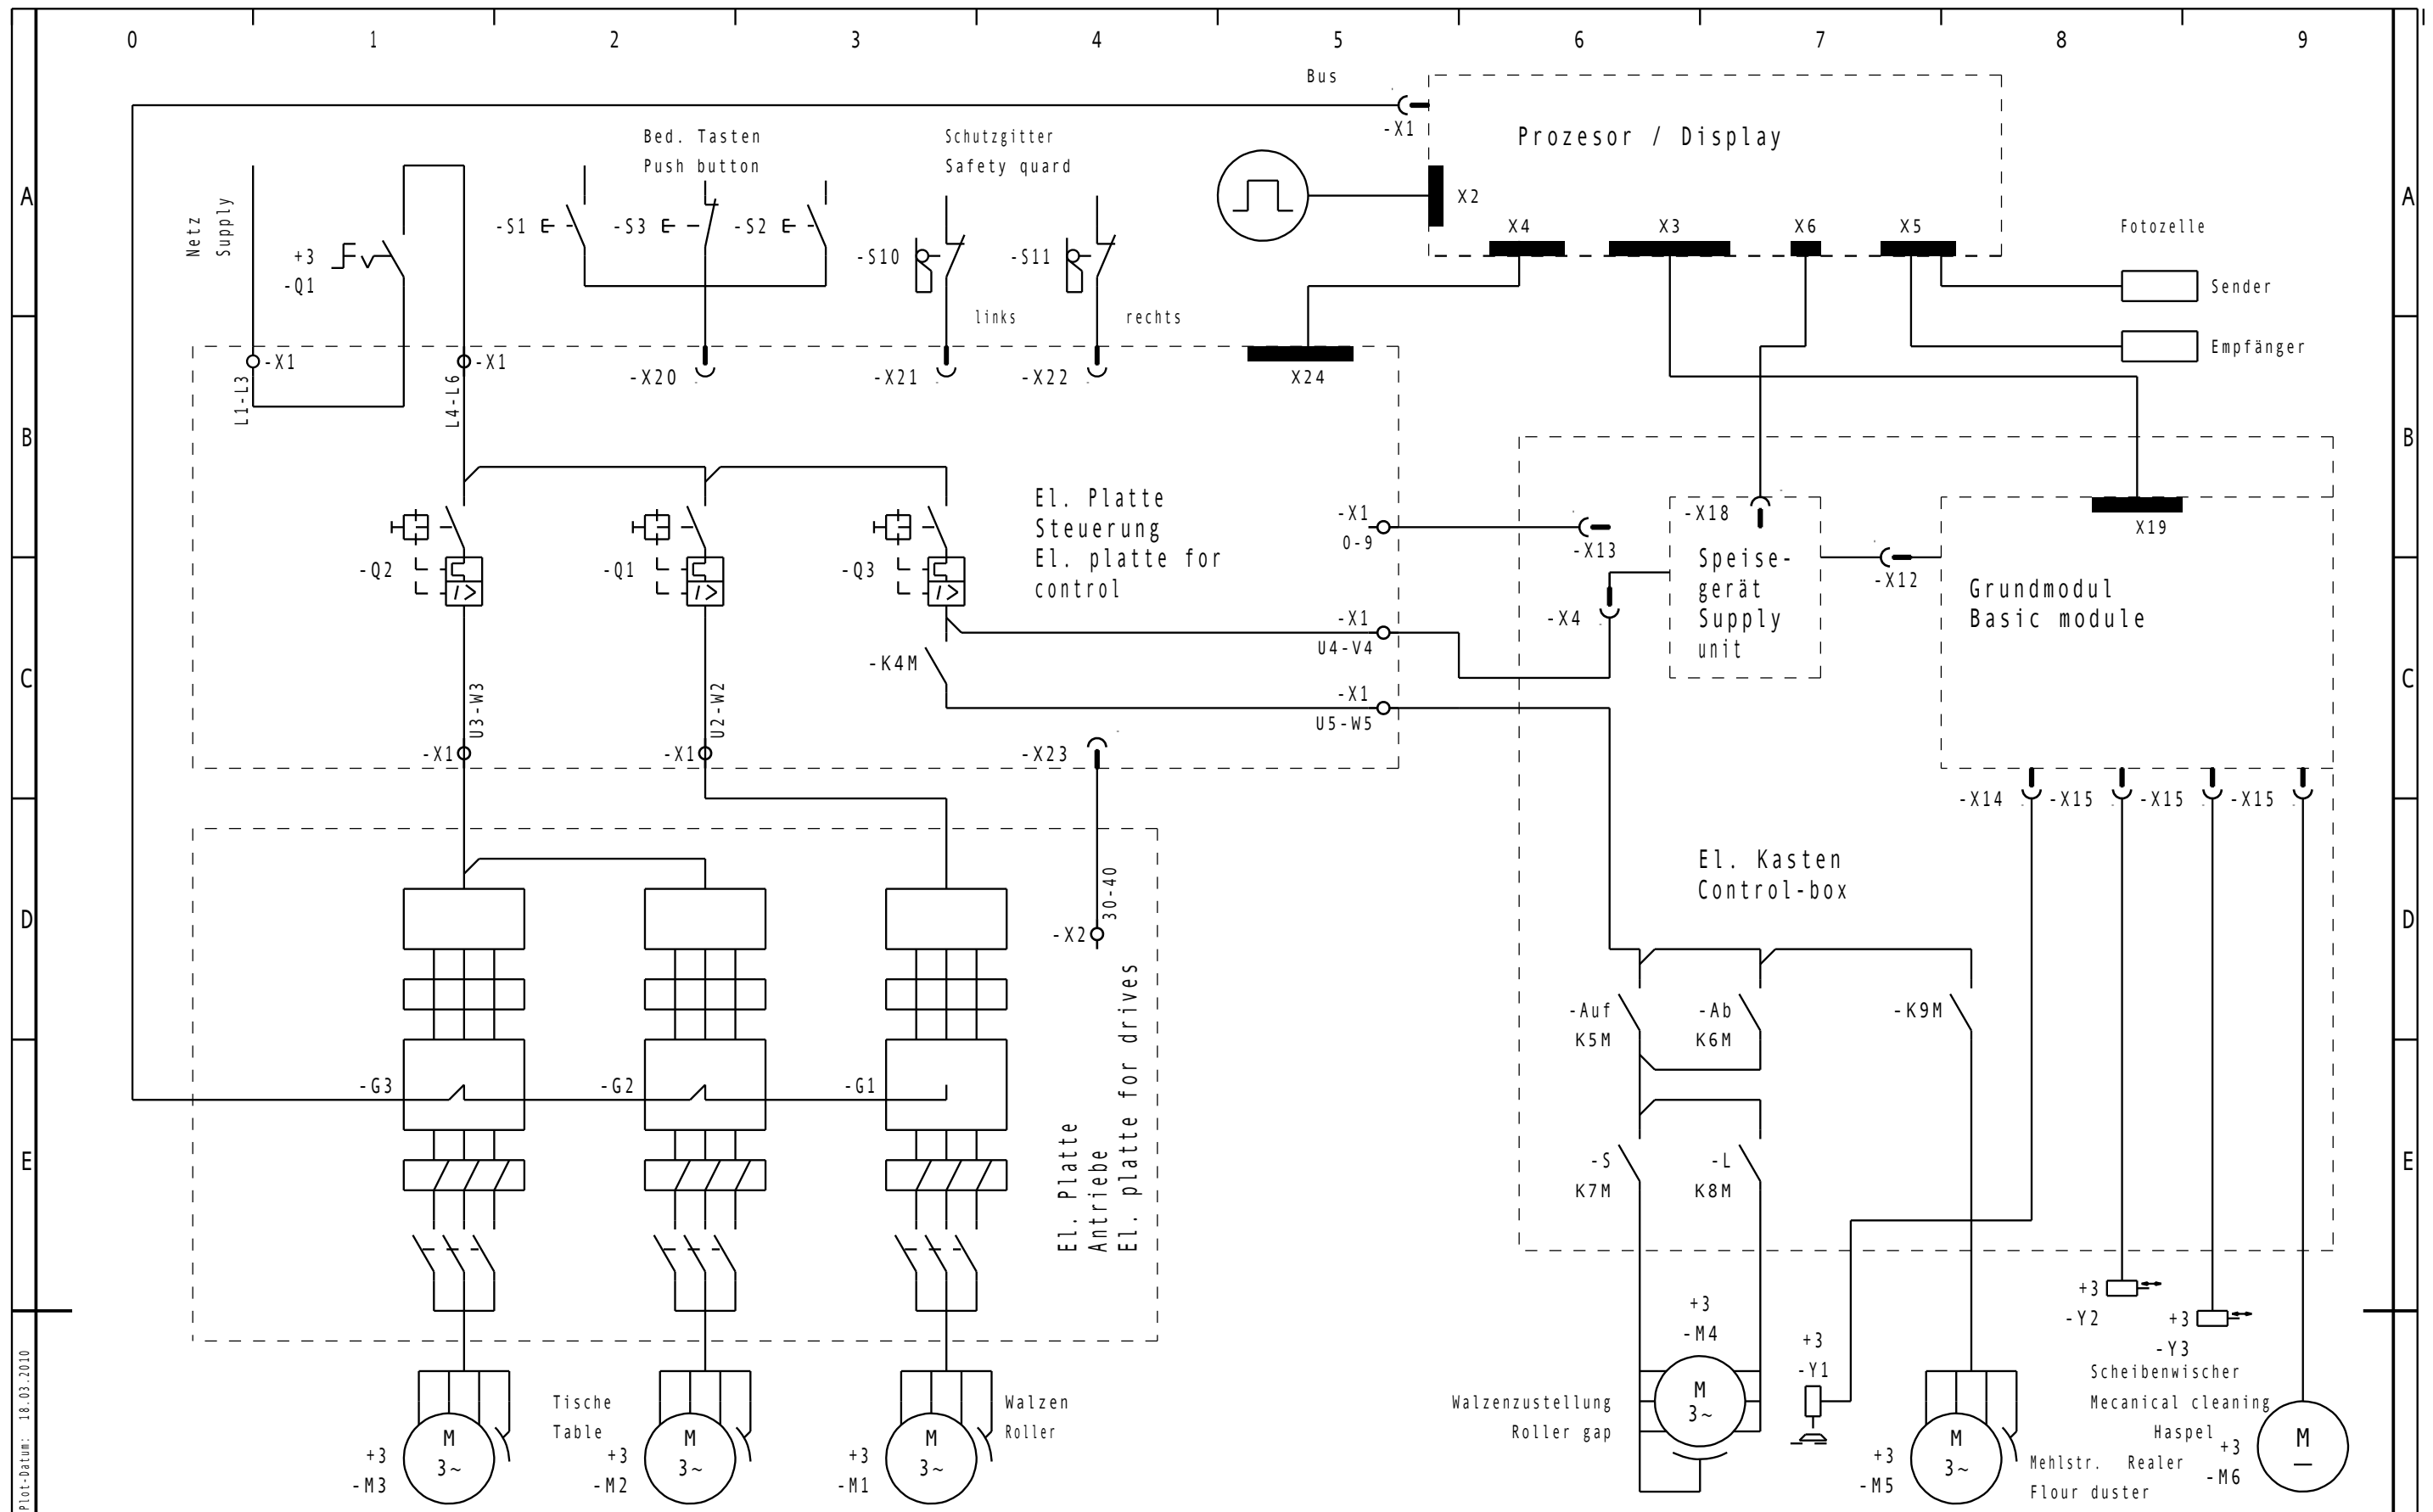 0 1 2 3 4 5 6 7 8 9
Bus
-X1
Prozesor / Display
Bed. Tasten
Push button
Schutzgitter
Safety quard
A
A
Netz
Supply
+3
-Q1
-S1
-S3
-S2
-S10
-S11
X2
X4
X3
X6
X5
Fotozelle
Sender
Empfänger
links
rechts
-X1
-X1
L1-L3
L4-L6
-X20
-X21
-X22
X24
B
B
El. Platte
Steuerung
El. platte for
control
-X1
0-9
-X13
-X18
X19
-Q2
-Q1
-Q3
I>
I>
I>
Speise-
gerät
Supply
unit
-X12
Grundmodul
Basic module
-X4
-X1
U4-V4
-K4M
C
C
-X1
U5-W5
U3-W3
U2-W2
-X1
-X1
-X23
-X14
-X15
-X15
-X15
El. Kasten
Control-box
D
D
30-40
-X2
-Auf
K5M
-Ab
K6M
-K9M
-G3
-G2
-G1
El. Platte
Antriebe
El. platte for drives
E
E
-S
K7M
-L
K8M
+3
-Y2
+3
-Y3
+3
-M4
M
3~
+3
-Y1
Walzenzustellung
Roller gap
Scheibenwischer
Mecanical cleaning
Haspel
+3
-M6
M
Tische
Table
Walzen
Roller
M
3~
+3
-M3
M
3~
+3
-M2
M
3~
+3
-M1
M
3~
+3
-M5
Mehlstr. Realer
Flour duster
Plot-Datum: 18.03.2010